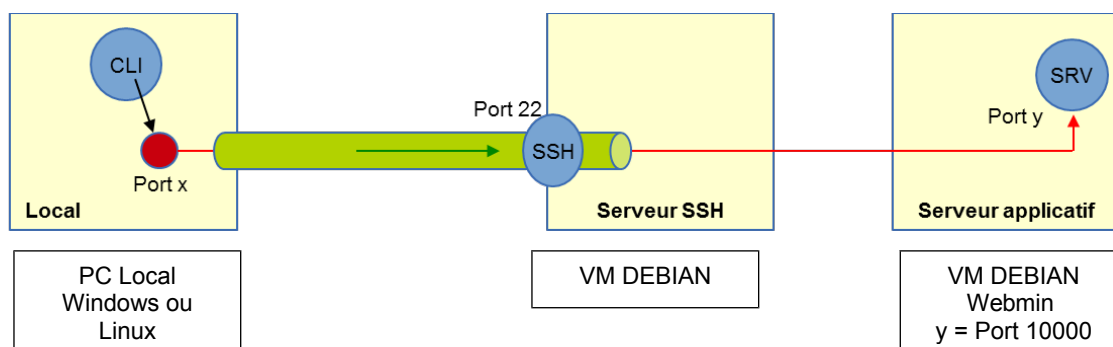 CLI
SRV
Port 22
Port y
SSH
Port x
Local
Serveur SSH
Serveur applicatif
PC Local
Windows ou
Linux
VM DEBIAN
VM DEBIAN
Webmin
y = Port 10000